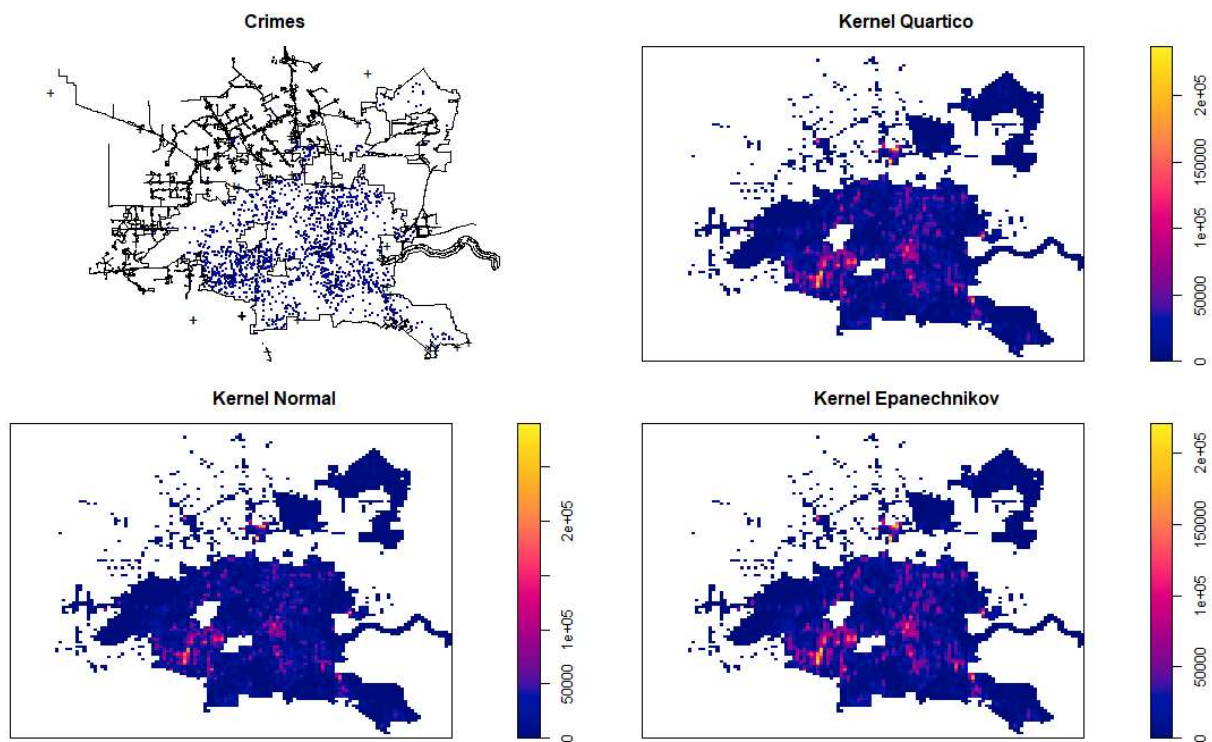 Crimes
Kernel Quartico
0
50000
1e+05
150000
2e+05
Kernel Normal
0
50000
1e+05
2e+05
Kernel Epanechnikov
0
50000
1e+05
150000
2e+05